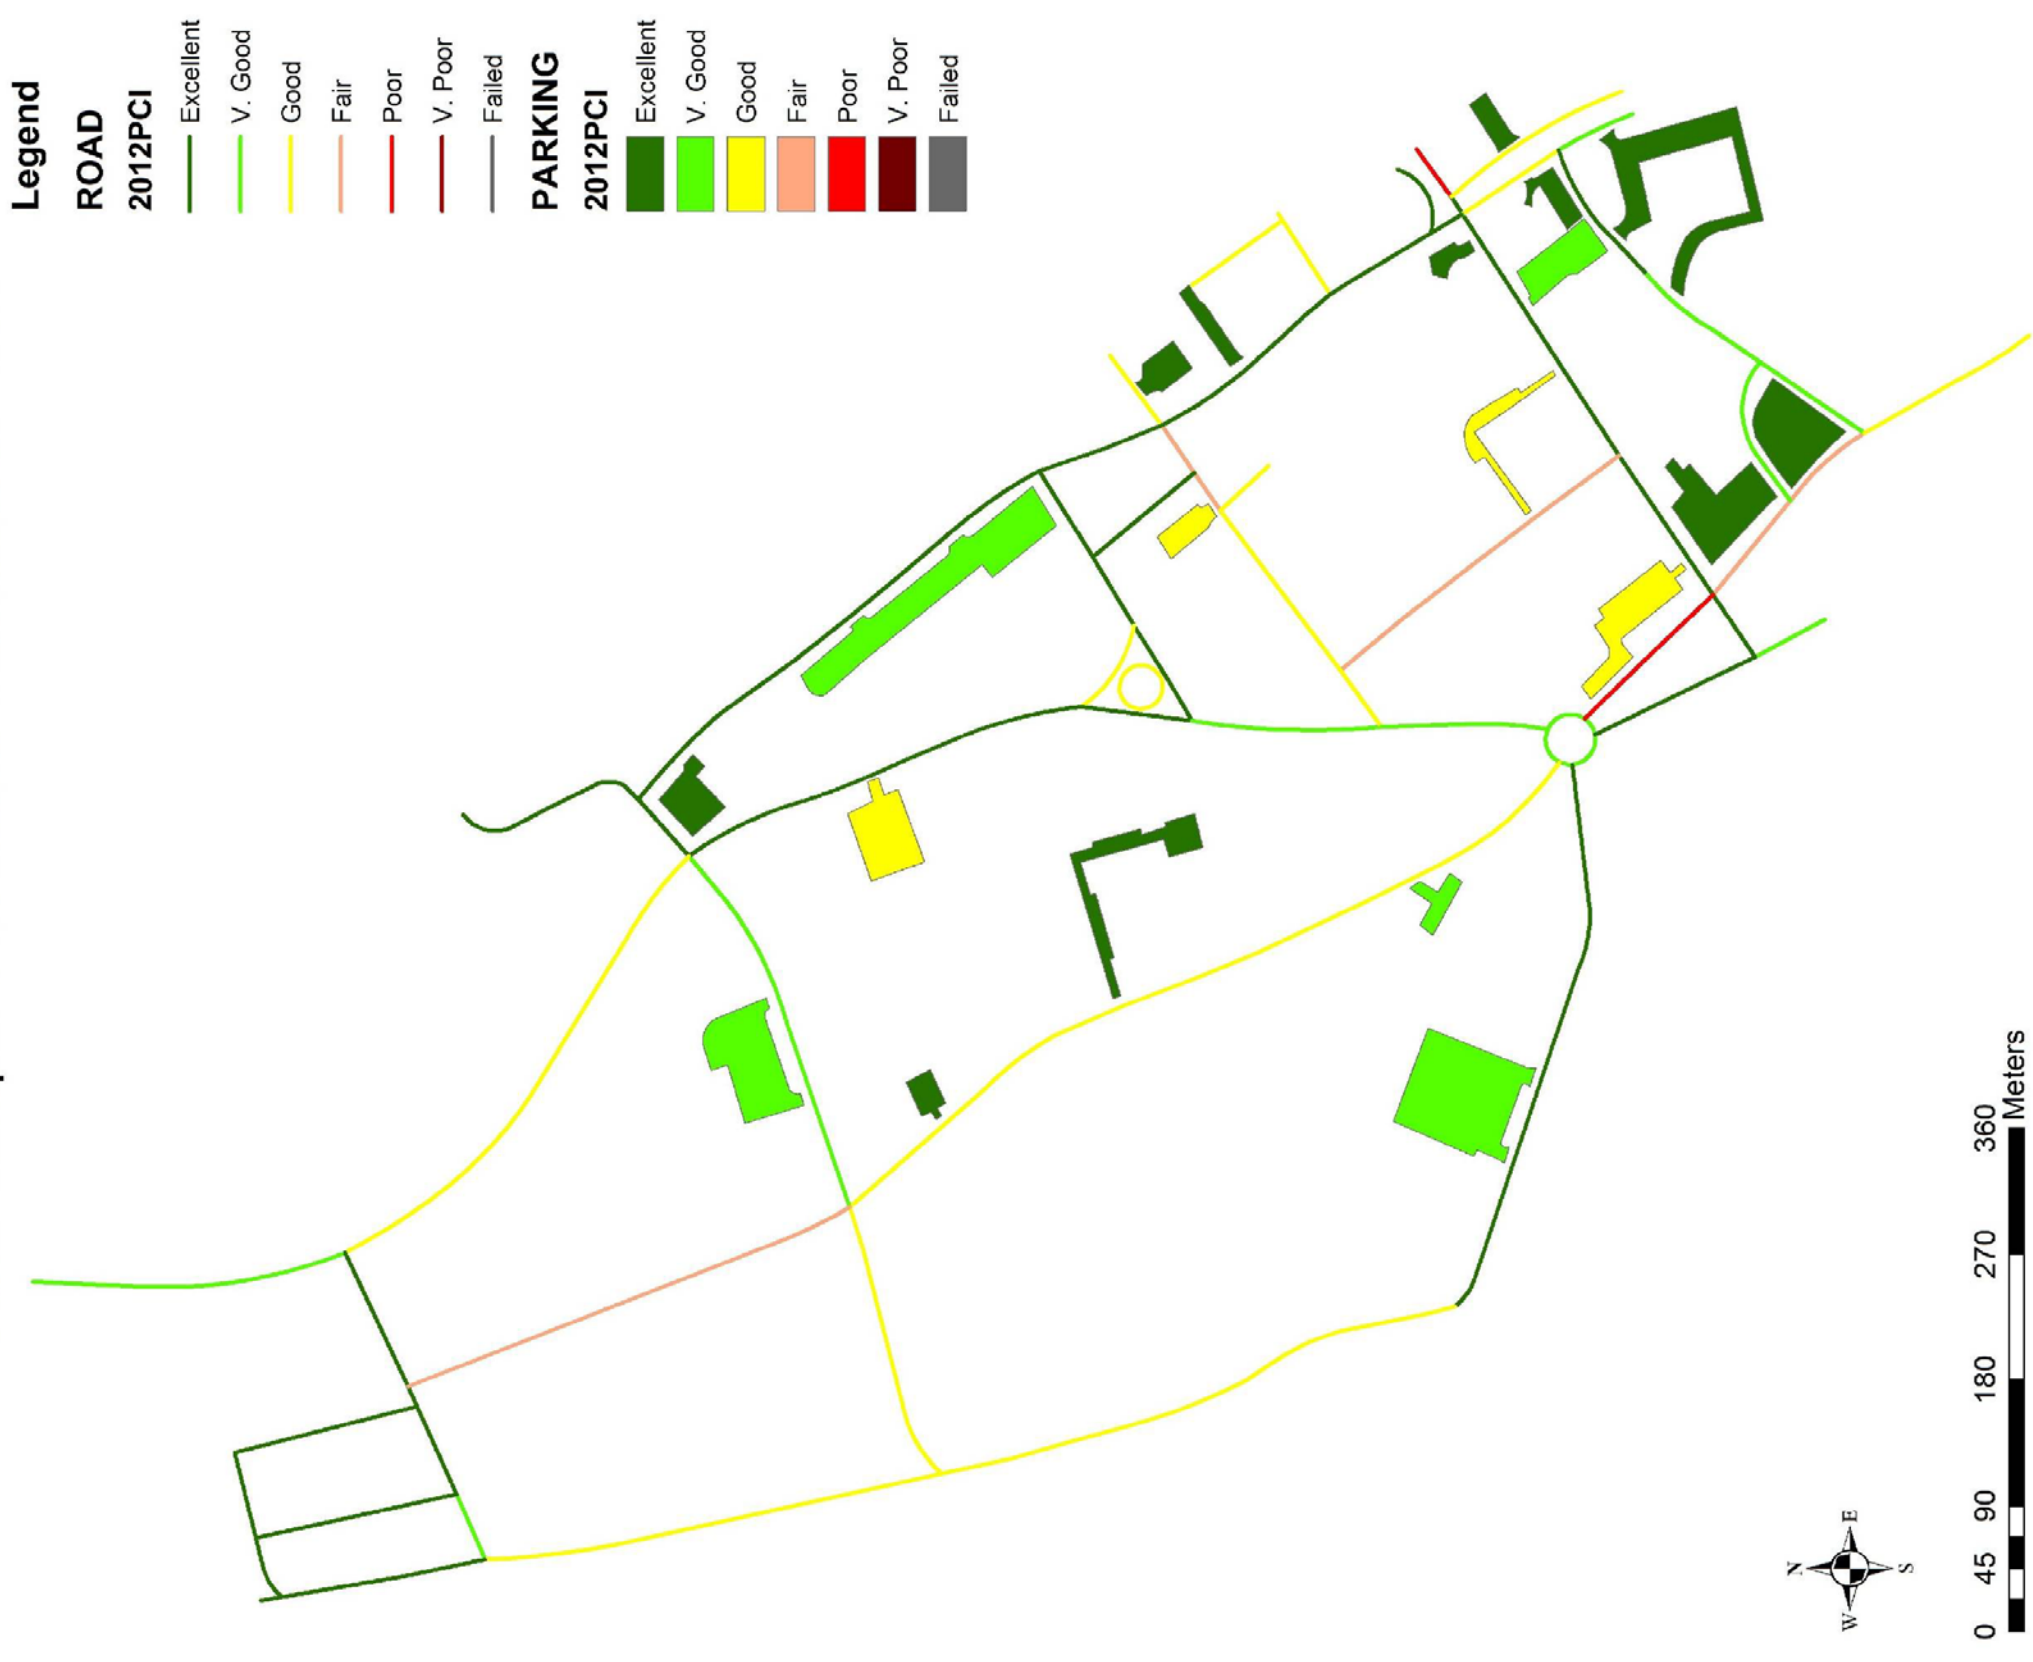 Legend
ROAD
2012PCI
Excellent
V. Good
Good
Fair
Poor
V. Poor
Failed
PARKING
2012PCI
Excellent
V. Good
Good
Fair
Poor
V. Poor
Failed
N
W E
S
0 45 90 180 270 360
Meters